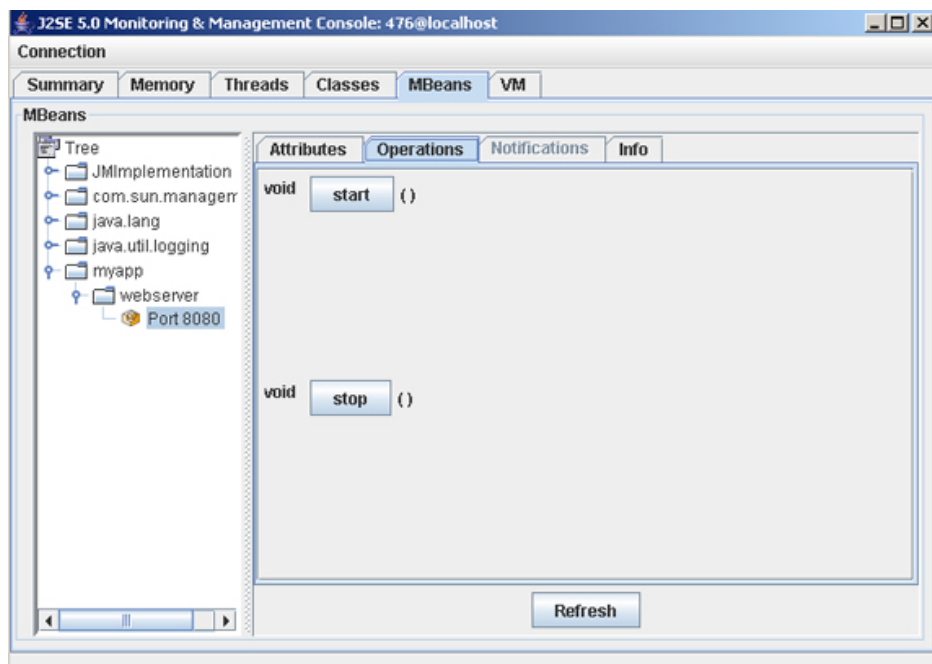 J2SE 5.0 Monitoring & Management Console: 476@localhost
Connection
Summary Memory Threads Classes MBeans VM
MBeans
Tree
JMImplementation
com.sun.managem
java.lang
java.util.logging
myapp
webserver
Port 8080
Attributes Operations Notifications Info
void start ( )
void stop ( )
Refresh